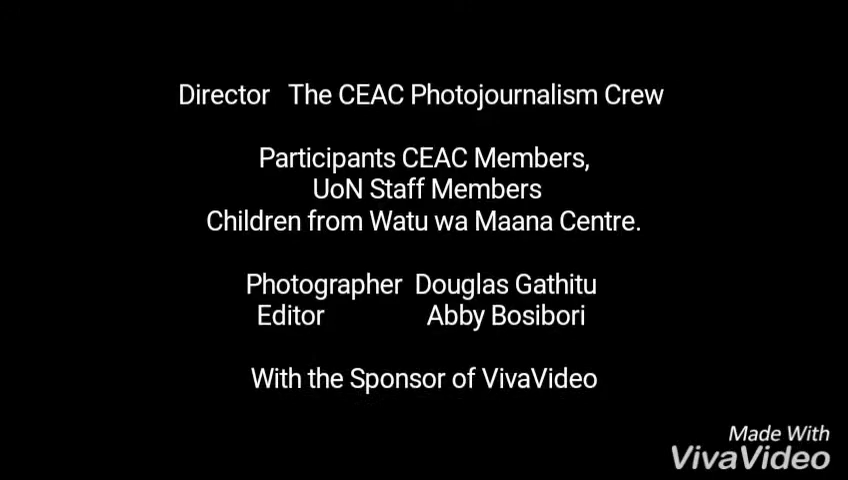 Director The CEAC Photojournalism Crew
Participants CEAC Members,
UoN Staff Members
Children from Watu wa Maana Centre.
Photographer Douglas Gathitu
Editor Abby Bosibori
With the Sponsor of VivaVideo
Made With
VivaVideo